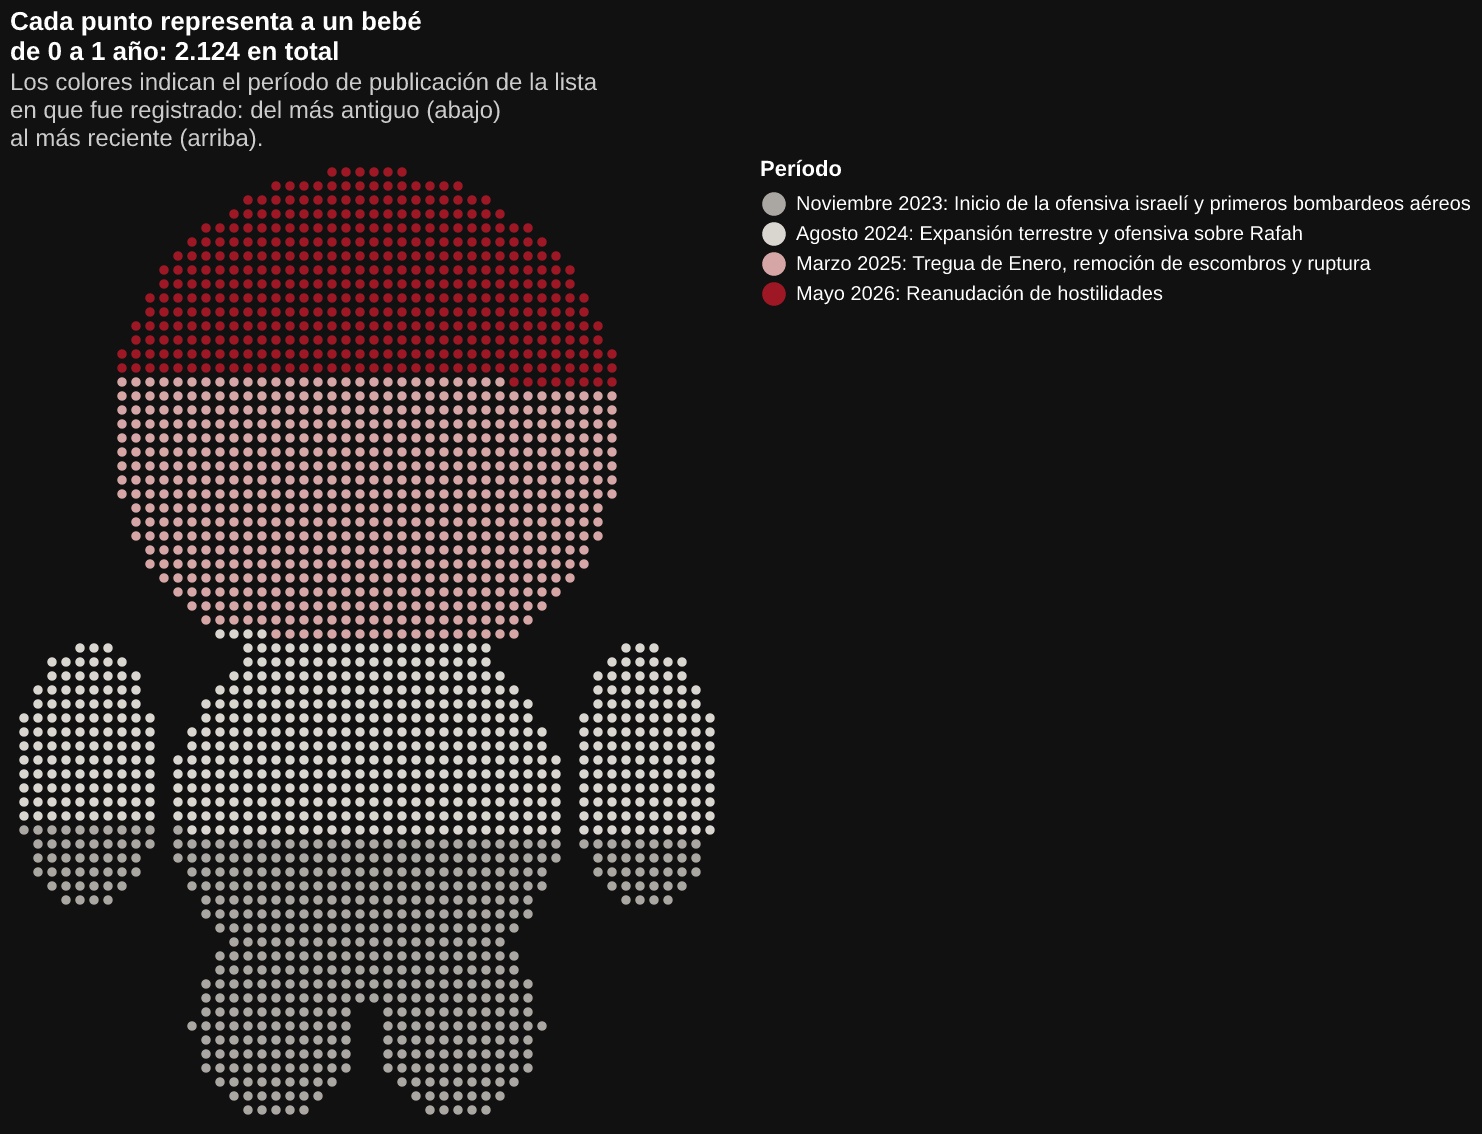 Cada punto representa a un bebé
de 0 a 1 año: 2.124 en total
Los colores indican el período de publicación de la lista
en que fue registrado: del más antiguo (abajo)
al más reciente (arriba).
Período
Noviembre 2023: Inicio de la ofensiva israelí y primeros bombardeos aéreos
Agosto 2024: Expansión terrestre y ofensiva sobre Rafah
Marzo 2025: Tregua de Enero, remoción de escombros y ruptura
Mayo 2026: Reanudación de hostilidades